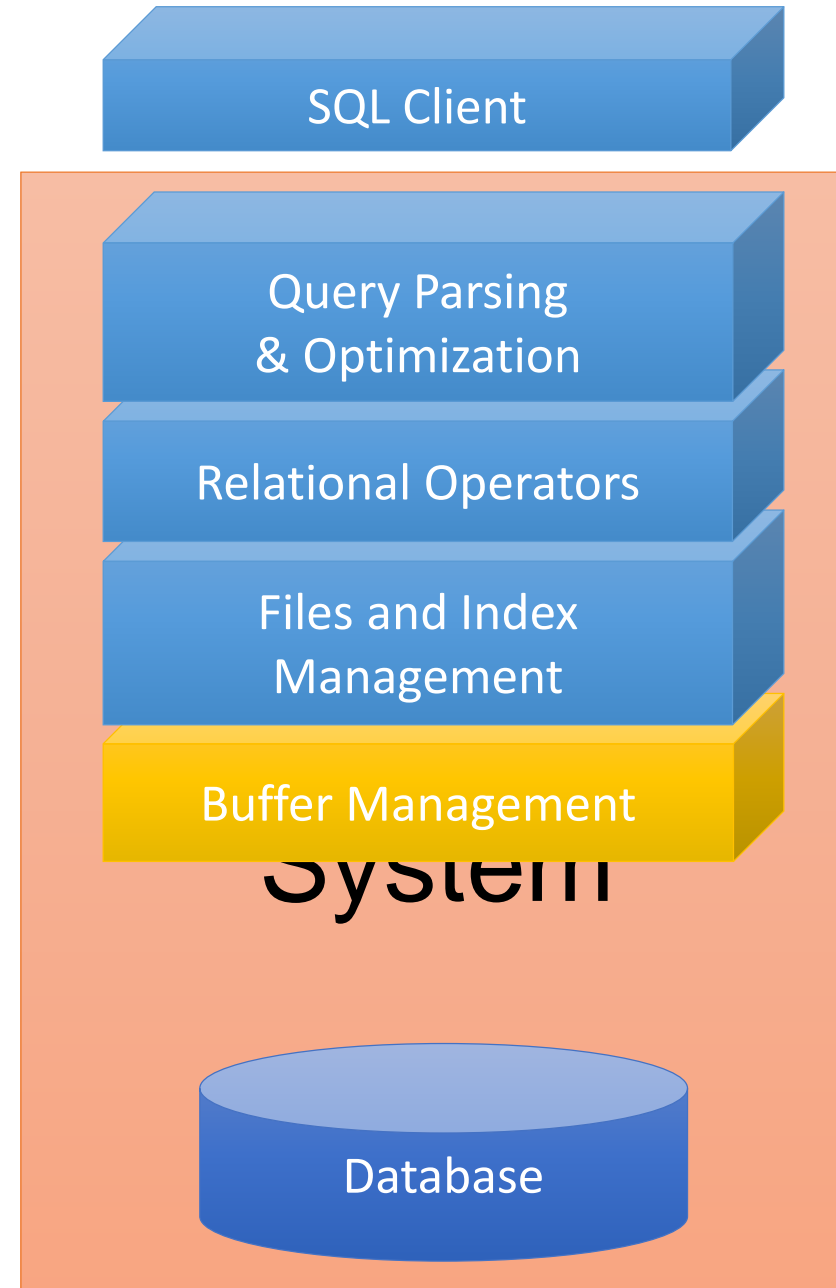 SQL Client
Query Parsing
& Optimization
Relational Operators
Files and Index
Management
Buffer Management
System
Database